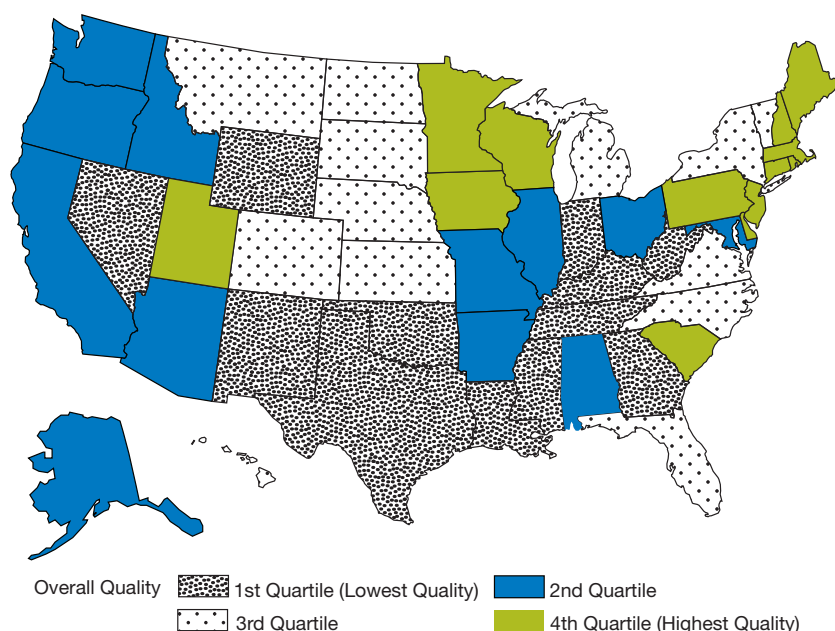 Overall Quality 1st Quartile (Lowest Quality) 2nd Quartile
3rd Quartile 4th Quartile (Highest Quality)